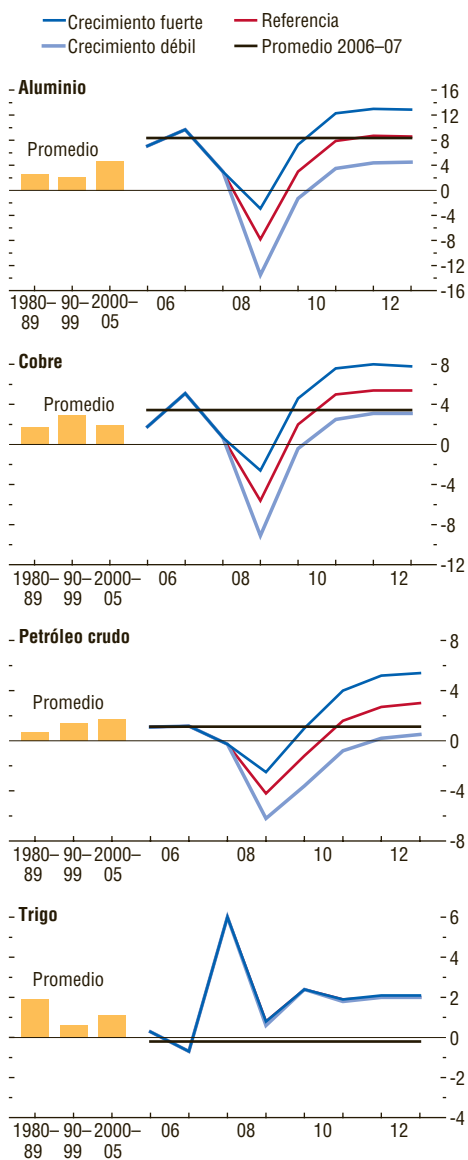 Crecimiento fuerte Referencia
Crecimiento débil Promedio 2006–07
Aluminio
Promedio
16
12
8
4
0
-4
-8
-12
-16
1980–89 90–99 2000–05 06 08 10 12
Cobre
Promedio
8
4
0
-4
-8
-12
1980–89 90–99 2000–05 06 08 10 12
Petróleo crudo
Promedio
8
4
0
-4
-8
1980–89 90–99 2000–05 06 08 10 12
Trigo
Promedio
6
4
2
0
-2
-4
1980–89 90–99 2000–05 06 08 10 12